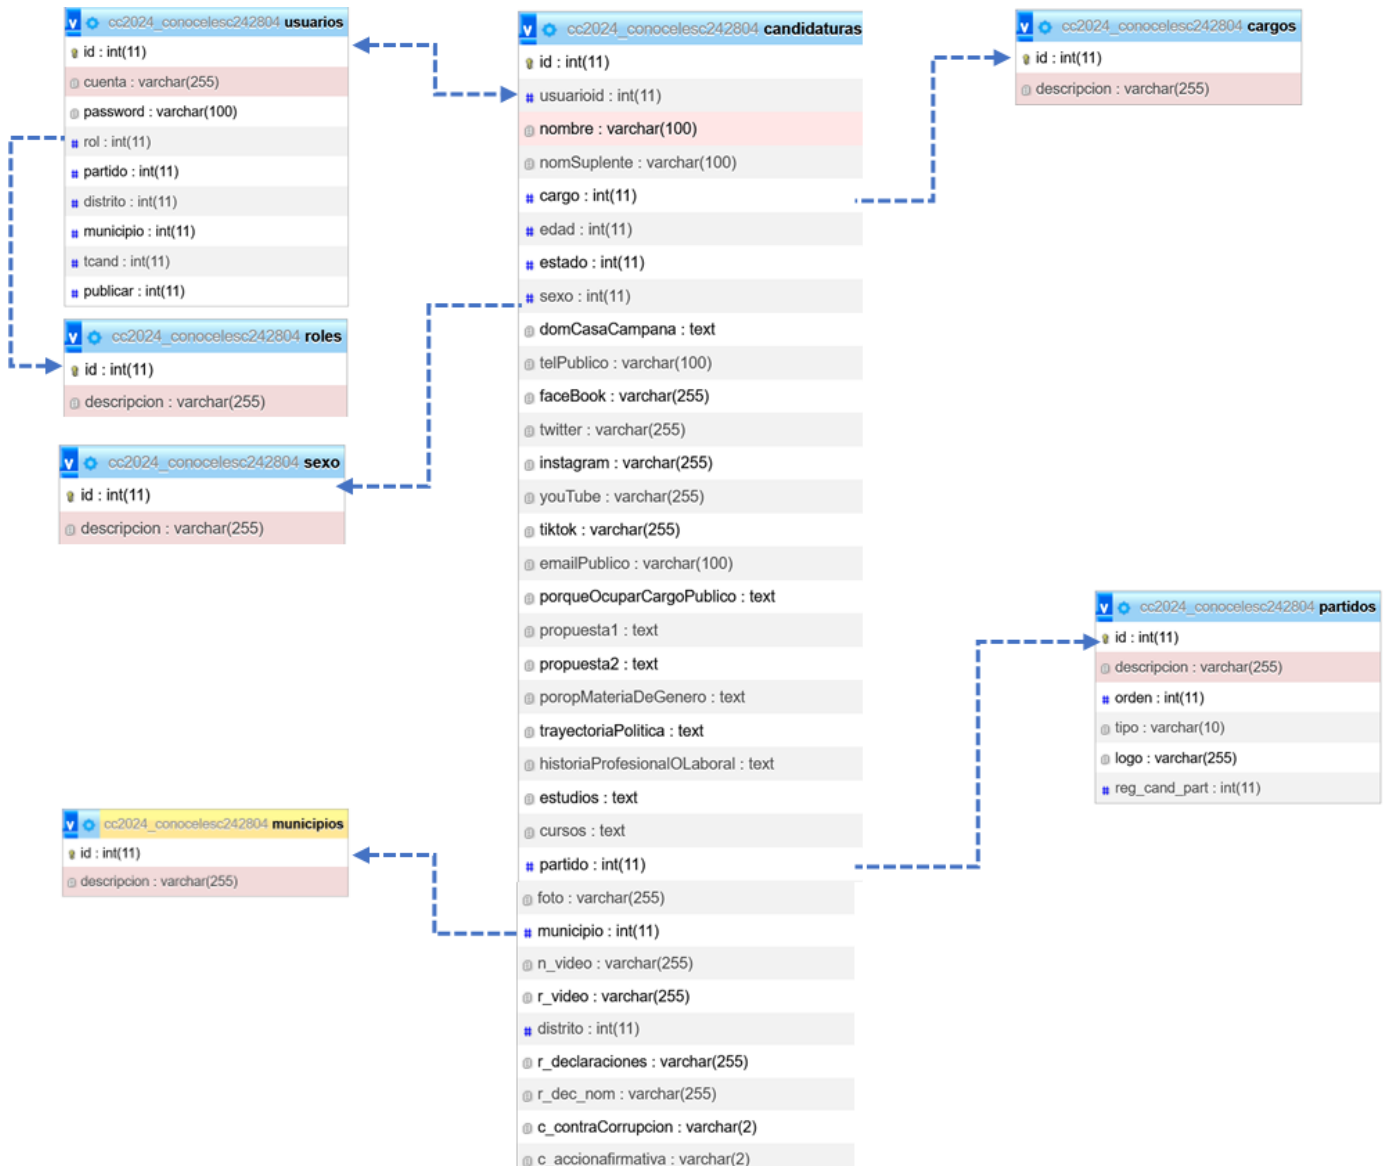 cc2024_conocelesc242804 usuarios
id : int(11)
cuenta : varchar(255)
password : varchar(100)
rol : int(11)
partido : int(11)
distrito : int(11)
municipio : int(11)
tcand : int(11)
publicar : int(11)
cc2024_conocelesc242804 roles
id : int(11)
descripcion : varchar(255)
cc2024_conocelesc242804 sexo
id : int(11)
descripcion : varchar(255)
cc2024_conocelesc242804 municipios
id : int(11)
descripcion : varchar(255)
cc2024_conocelesc242804 candidaturas
id : int(11)
usuarioid : int(11)
nombre : varchar(100)
nomSuplente : varchar(100)
cargo : int(11)
edad : int(11)
estado : int(11)
sexo : int(11)
domCasaCampana : text
telPublico : varchar(100)
faceBook : varchar(255)
twitter : varchar(255)
instagram : varchar(255)
youTube : varchar(255)
tiktok : varchar(255)
emailPublico : varchar(100)
porqueOcuparCargoPublico : text
propuesta1 : text
propuesta2 : text
poropMateriaDeGenero : text
trayectoriaPolitica : text
historiaProfesionalOLaboral : text
estudios : text
cursos : text
partido : int(11)
foto : varchar(255)
municipio : int(11)
n_video : varchar(255)
r_video : varchar(255)
distrito : int(11)
r_declaraciones : varchar(255)
r_dec_nom : varchar(255)
c_contraCorrupcion : varchar(2)
c_accionafirmativa : varchar(2)
cc2024_conocelesc242804 cargos
id : int(11)
descripcion : varchar(255)
cc2024_conocelesc242804 partidos
id : int(11)
descripcion : varchar(255)
orden : int(11)
tipo : varchar(10)
logo : varchar(255)
reg_cand_part : int(11)